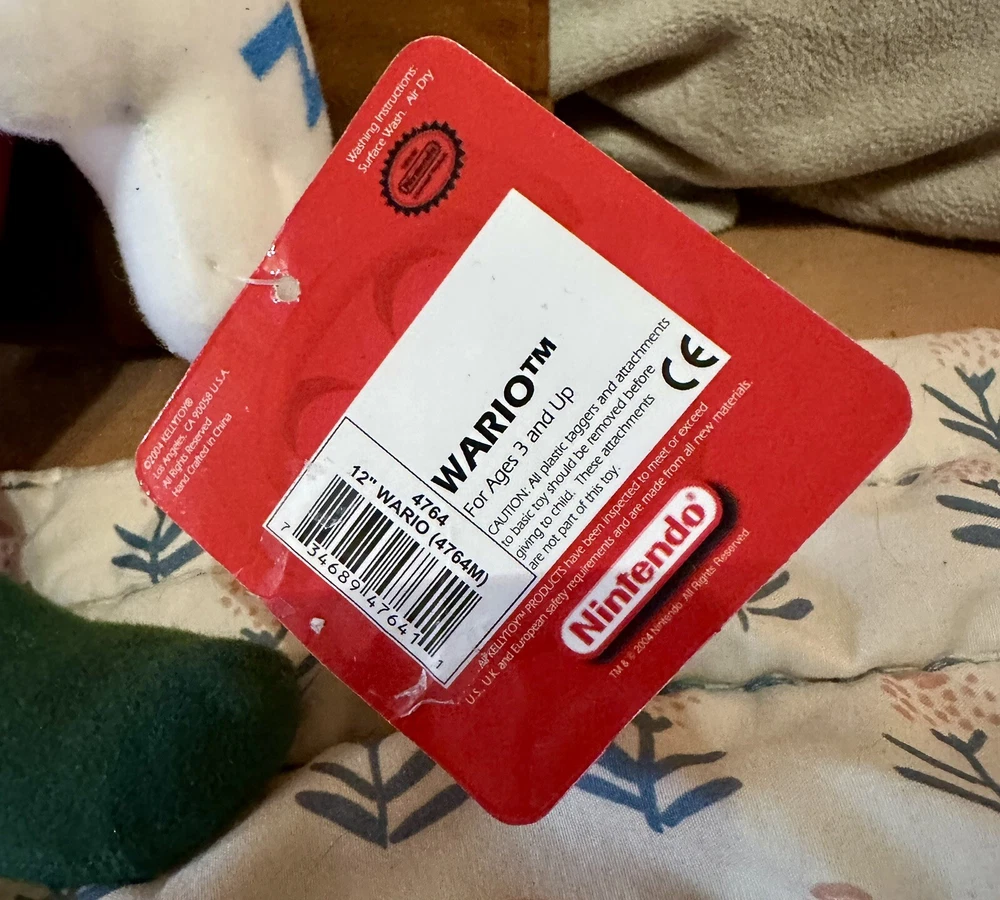 Washing Instructions:
Surface Wash Air Dry
Nintendo
©2004 KELLYTOY®
Los Angeles, CA 90058 U.S.A.
All Rights Reserved
Hand Crafted in China
WARIO™
For Ages 3 and Up
CAUTION: All plastic taggers and attachments
to basic toy should be removed before
giving to child. These attachments
are not part of this toy.
CE
4764
12" WARIO (4764M)
7 34689 47641 1
All KELLYTOY™ PRODUCTS have been inspected to meet or exceed
U.S., U.K. and European safety requirements and are made from all new materials.
Nintendo®
TM & © 2004 Nintendo. All Rights Reserved